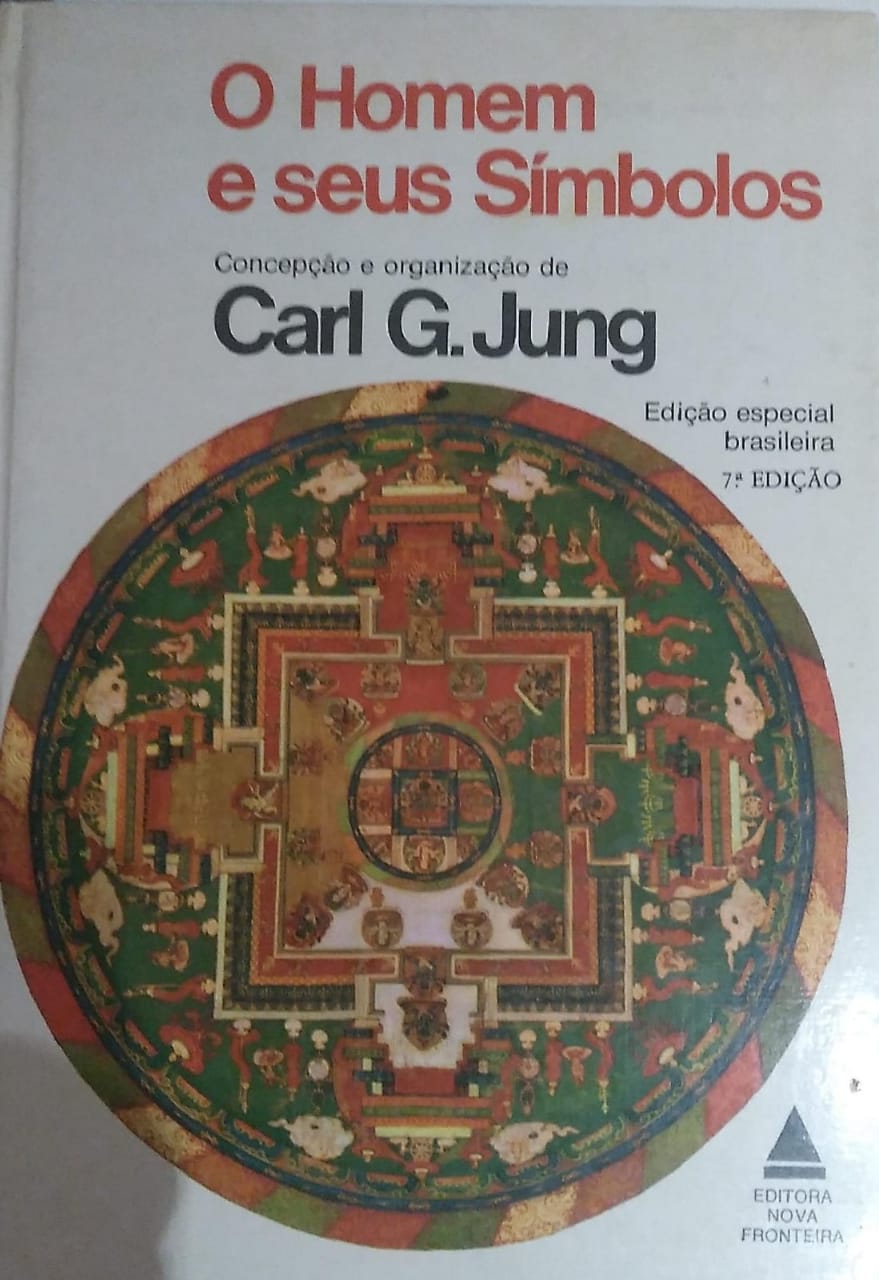 O Homem
e seus Símbolos
Concepção e organização de
Carl G. Jung
Edição especial
brasileira
7ª EDIÇÃO
EDITORA
NOVA
FRONTEIRA